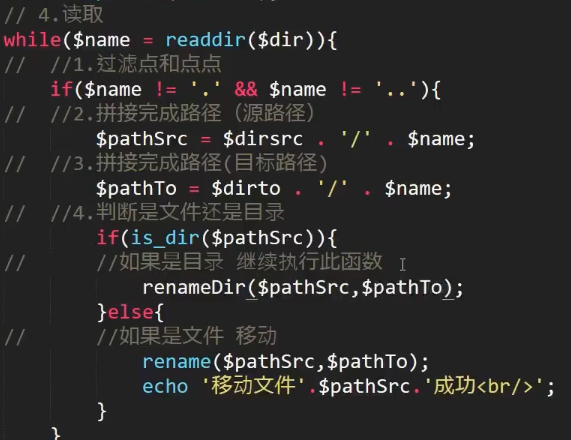 // 4.读取
while($name = readdir($dir)){
//  //1.过滤点和点点
    if($name != '.' && $name != '..'){
//  //2.拼接完成路径（源路径）
        $pathSrc = $dirsrc . '/' . $name;
//  //3.拼接完成路径(目标路径)
        $pathTo = $dirto . '/' . $name;
//  //4.判断是文件还是目录
        if(is_dir($pathSrc)){
//      //如果是目录 继续执行此函数
            renameDir($pathSrc,$pathTo);
        }else{
//      //如果是文件 移动
            rename($pathSrc,$pathTo);
            echo '移动文件'.$pathSrc.'成功<br/>';
        }
    }